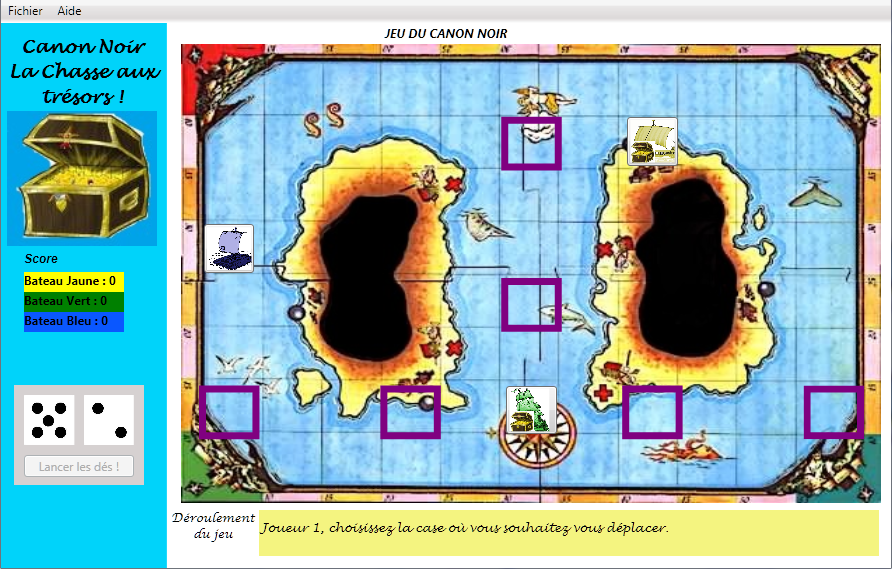 Fichier Aide
JEU DU CANON NOIR
Canon Noir
La Chasse aux
trésors !
Score
Bateau Jaune : 0
Bateau Vert : 0
Bateau Bleu : 0
Lancer les dés !
Déroulement
du jeu
Joueur 1, choisissez la case où vous souhaitez vous déplacer.